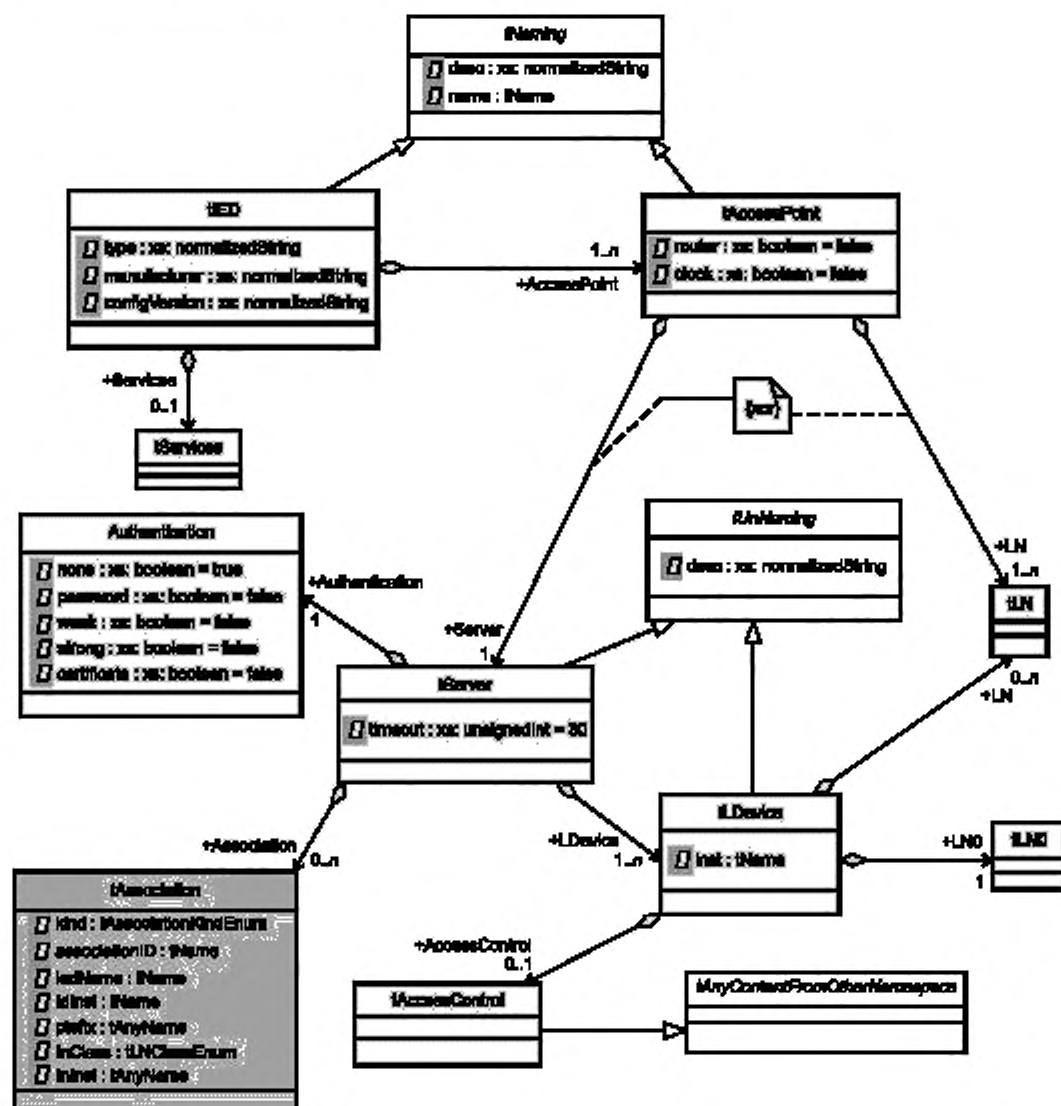 tNaming
desc : xs: normalizedString
name : tName
tIED
type : xs: normalizedString
manufacturer : xs: normalizedString
configVersion : xs: normalizedString
tAccessPoint
router : xs: boolean = false
clock : xs: boolean = false
1..n
+AccessPoint
+Services
0..1
tServices
{xor}
Authentication
none : xs: boolean = true
password : xs: boolean = false
weak : xs: boolean = false
strong : xs: boolean = false
certificate : xs: boolean = false
+Authentication
1
tUnNaming
desc : xs: normalizedString
+LN
1..n
tLN
0..n
+LN
+Server
1
tServer
timeout : xs: unsignedInt = 30
+Association
0..n
+LDevice
1..n
tLDevice
inst : tName
+LN0
1
tLN0
tAssociation
kind : tAssociationKindEnum
associationID : tName
iedName : tName
ldInst : tName
prefix : tAnyName
lnClass : tLNClassEnum
lnInst : tAnyName
+AccessControl
0..1
tAccessControl
tAnyContentFromOtherNamespace